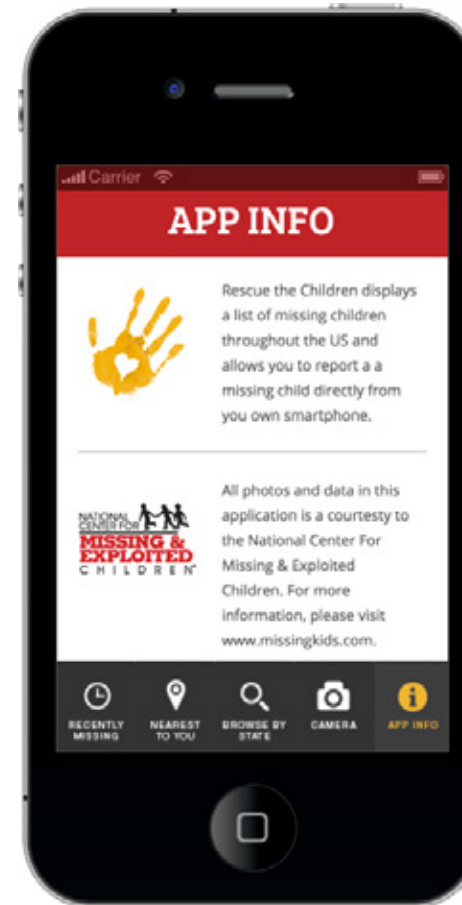 Carrier
APP INFO
Rescue the Children displays
a list of missing children
throughout the US and
allows you to report a a
missing child directly from
you own smartphone.
NATIONAL
CENTER FOR
MISSING &
EXPLOITED
CHILDREN
All photos and data in this
application is a courtesty to
the National Center For
Missing & Exploited
Children. For more
information, please visit
www.missingkids.com.
RECENTLY
MISSING
NEAREST
TO YOU
BROWSE BY
STATE
CAMERA
APP INFO